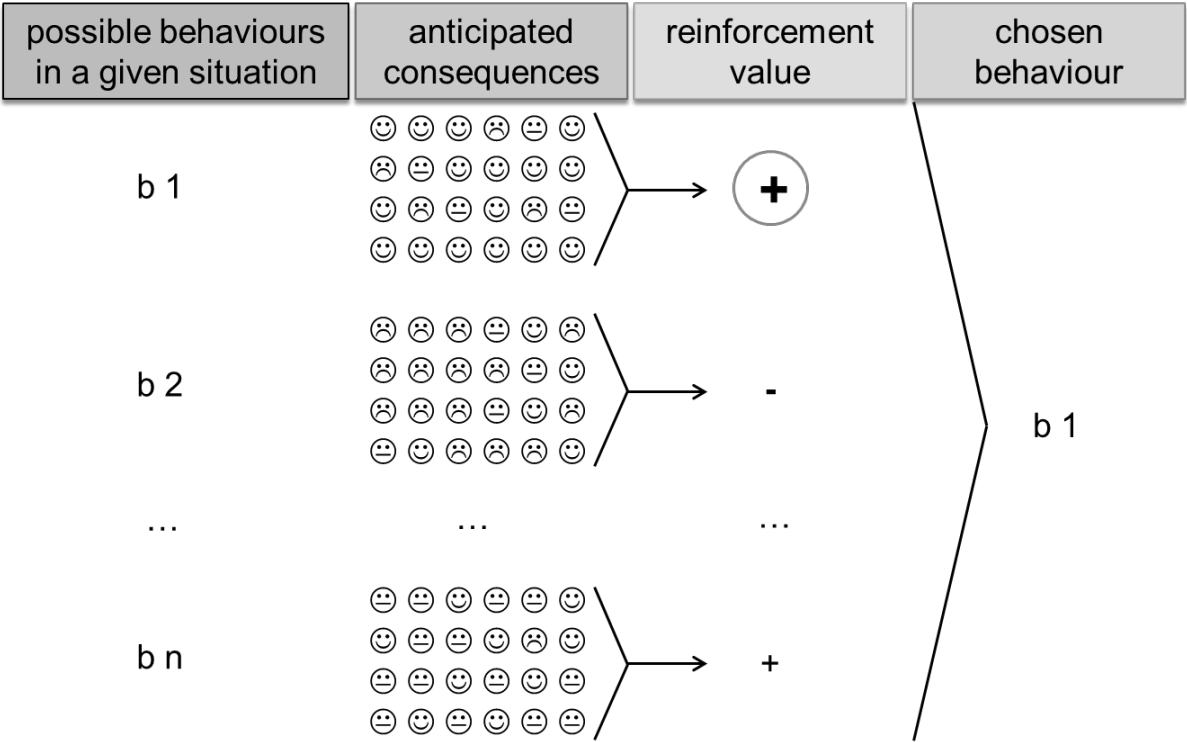 possible behaviours
in a given situation
anticipated
consequences
reinforcement
value
chosen
behaviour
b 1
+
b 2
-
b 1
...
...
...
b n
+